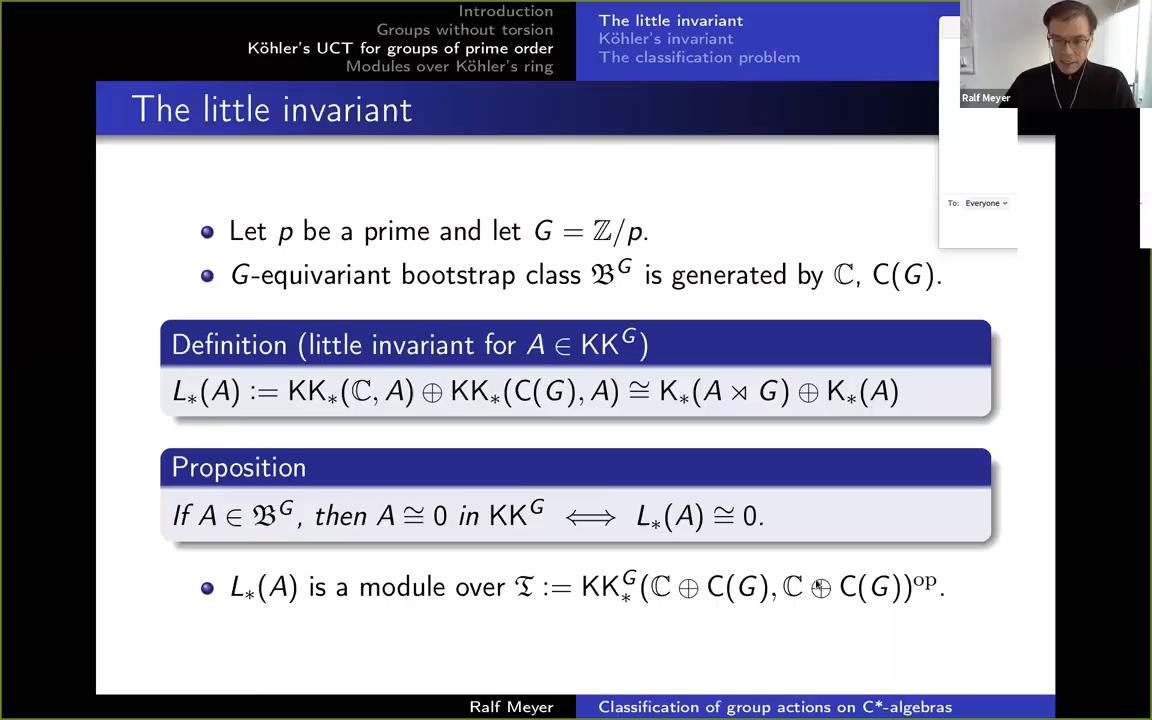 Introduction
Groups without torsion
Köhler's UCT for groups of prime order
Modules over Köhler's ring
The little invariant
Köhler's invariant
The classification problem
Ralf Meyer
To: Everyone
The little invariant
Let p be a prime and let G = ℤ/p.
G-equivariant bootstrap class 𝔅^G is generated by ℂ, C(G).
Definition (little invariant for A ∈ KK^G)
L_*(A) := KK_*(ℂ, A) ⊕ KK_*(C(G), A) ≅ K_*(A ⋊ G) ⊕ K_*(A)
Proposition
If A ∈ 𝔅^G, then A ≅ 0 in KK^G ⟺ L_*(A) ≅ 0.
L_*(A) is a module over 𝔗 := KK^G_*(ℂ ⊕ C(G), ℂ ⊕ C(G))^op.
Ralf Meyer
Classification of group actions on C*-algebras